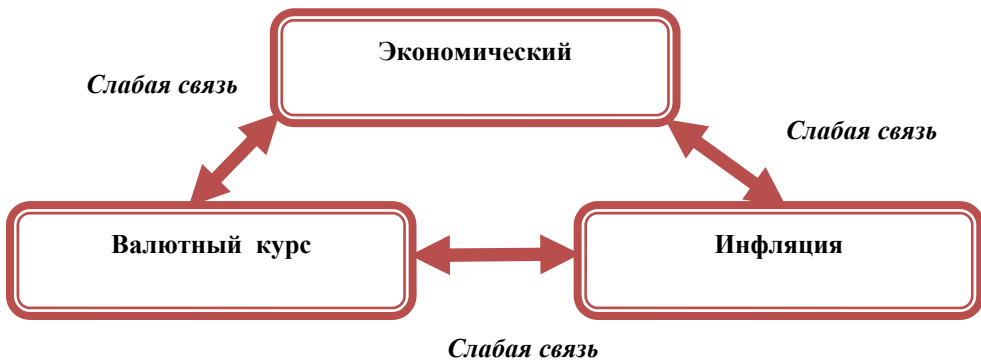 Экономический
Слабая связь
Слабая связь
Валютный курс
Инфляция
Слабая связь